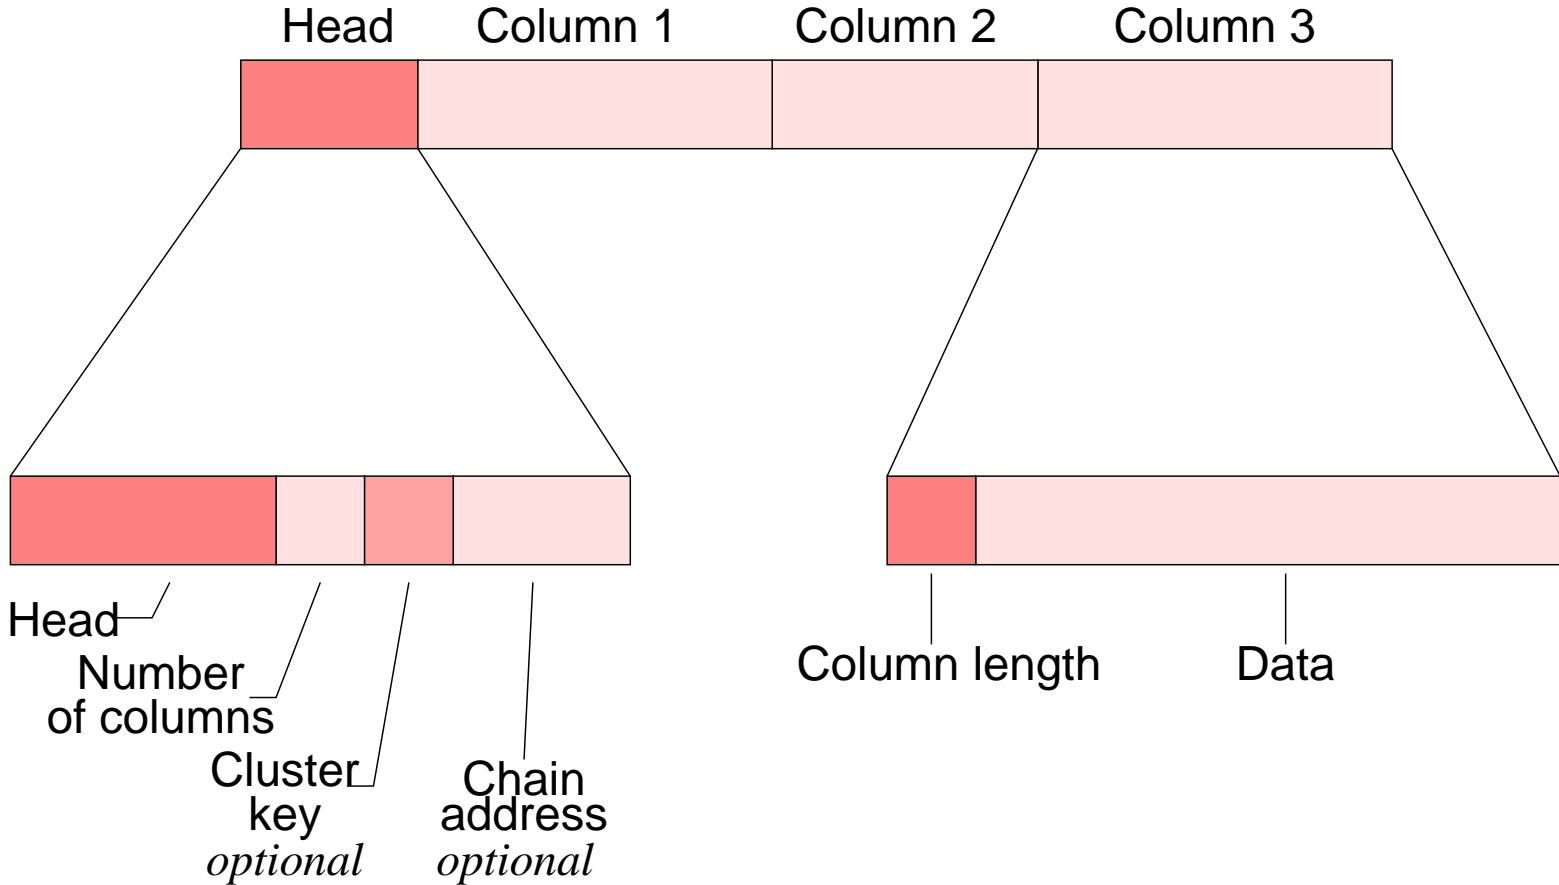 Head Column 1 Column 2 Column 3
Head
Number
of columns
Cluster
key
optional
Chain
address
optional
Column length
Data